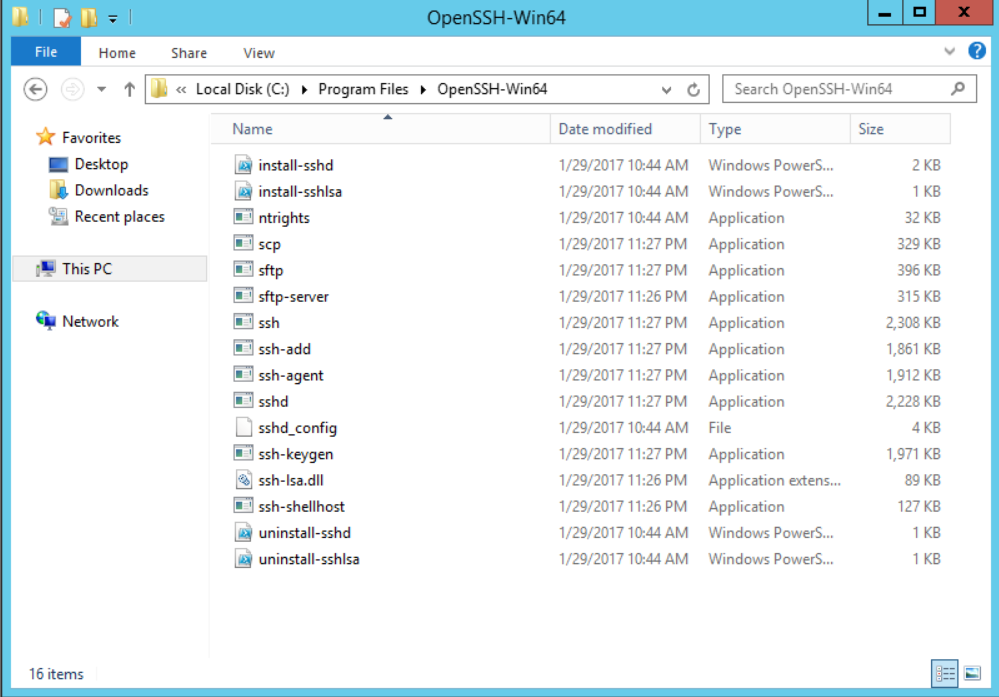 OpenSSH-Win64
File Home Share View
« Local Disk (C:) Program Files OpenSSH-Win64 Search OpenSSH-Win64
Favorites
Desktop
Downloads
Recent places
This PC
Network
Name Date modified Type Size
install-sshd 1/29/2017 10:44 AM Windows PowerS... 2 KB
install-sshlsa 1/29/2017 10:44 AM Windows PowerS... 1 KB
ntrights 1/29/2017 10:44 AM Application 32 KB
scp 1/29/2017 11:27 PM Application 329 KB
sftp 1/29/2017 11:27 PM Application 396 KB
sftp-server 1/29/2017 11:26 PM Application 315 KB
ssh 1/29/2017 11:27 PM Application 2,308 KB
ssh-add 1/29/2017 11:27 PM Application 1,861 KB
ssh-agent 1/29/2017 11:27 PM Application 1,912 KB
sshd 1/29/2017 11:27 PM Application 2,228 KB
sshd_config 1/29/2017 10:44 AM File 4 KB
ssh-keygen 1/29/2017 11:27 PM Application 1,971 KB
ssh-lsa.dll 1/29/2017 11:26 PM Application extens... 89 KB
ssh-shellhost 1/29/2017 11:26 PM Application 127 KB
uninstall-sshd 1/29/2017 10:44 AM Windows PowerS... 1 KB
uninstall-sshlsa 1/29/2017 10:44 AM Windows PowerS... 1 KB
16 items